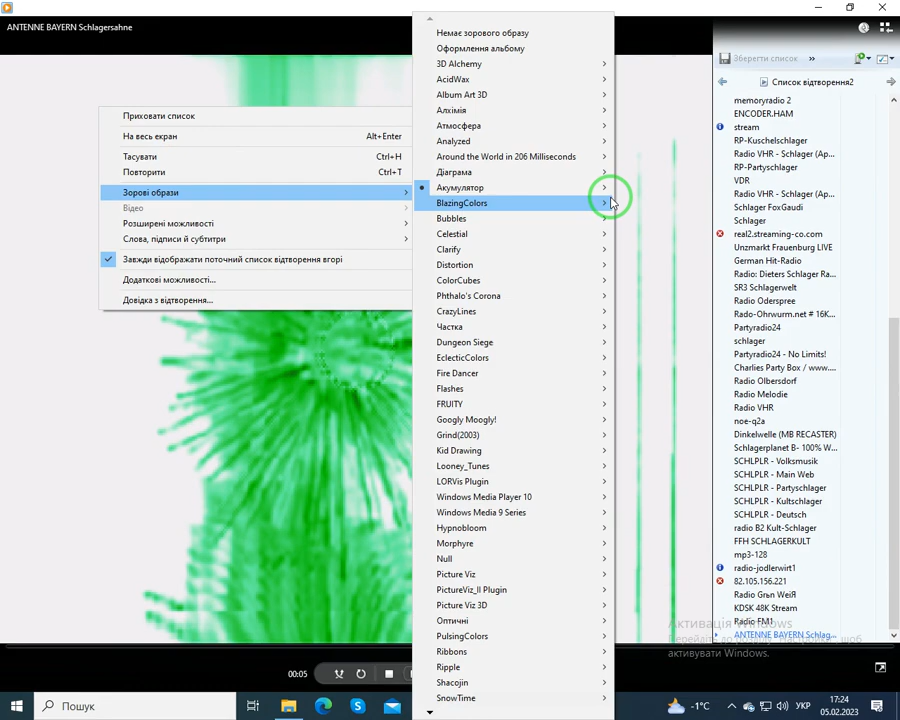 ANTENNE BAYERN Schlagersahne
Приховати список
На весь екран Alt+Enter
Тасувати Ctrl+H
Повторити Ctrl+T
Зорові образи
Відео
Розширені можливості
Слова, підписи й субтитри
Завжди відображати поточний список відтворення вгорі
Додаткові можливості...
Довідка з відтворення...
Немає зорового образу
Оформлення альбому
3D Alchemy
AcidWax
Album Art 3D
Алхімія
Атмосфера
Analyzed
Around the World in 206 Milliseconds
Діаграма
Акумулятор
BlazingColors
Bubbles
Celestial
Clarify
Distortion
ColorCubes
Phthalo's Corona
CrazyLines
Частка
Dungeon Siege
EclecticColors
Fire Dancer
Flashes
FRUITY
Googly Moogly!
Grind(2003)
Kid Drawing
Looney_Tunes
LORVis Plugin
Windows Media Player 10
Windows Media 9 Series
Hypnobloom
Morphyre
Null
Picture Viz
PictureViz_II Plugin
Picture Viz 3D
Оптичні
PulsingColors
Ribbons
Ripple
Shacojin
SnowTime
Зберегти список »
Список відтворення2
memoryradio 2
ENCODER.HAM
stream
RP-Kuschelschlager
Radio VHR - Schlager (Ap...
RP-Partyschlager
VDR
Radio VHR - Schlager (Ap...
Schlager FoxGaudi
Schlager
real2.streaming-co.com
Unzmarkt Frauenburg LIVE
German Hit-Radio
Radio: Dieters Schlager Ra...
SR3 Schlagerwelt
Radio Oderspree
Rado-Ohrwurm.net # 16K...
Partyradio24
schlager
Partyradio24 - No Limits!
Charlies Party Box / www....
Radio Olbersdorf
Radio Melodie
Radio VHR
noe-q2a
Dinkelwelle (MB RECASTER)
Schlagerplanet B- 100% W...
SCHLPLR - Volksmusik
SCHLPLR - Main Web
SCHLPLR - Partyschlager
SCHLPLR - Kultschlager
SCHLPLR - Deutsch
radio B2 Kult-Schlager
FFH SCHLAGERKULT
mp3-128
radio-jodlerwirt1
82.105.156.221
Radio Grьn WeiЯ
KDSK 48K Stream
Radio FM1
ANTENNE BAYERN Schlag...
Активація Windows
Перейдіть до розділу "Настройки", щоб
активувати Windows.
00:05
Пошук
-1°C
УКР
17:24
05.02.2023